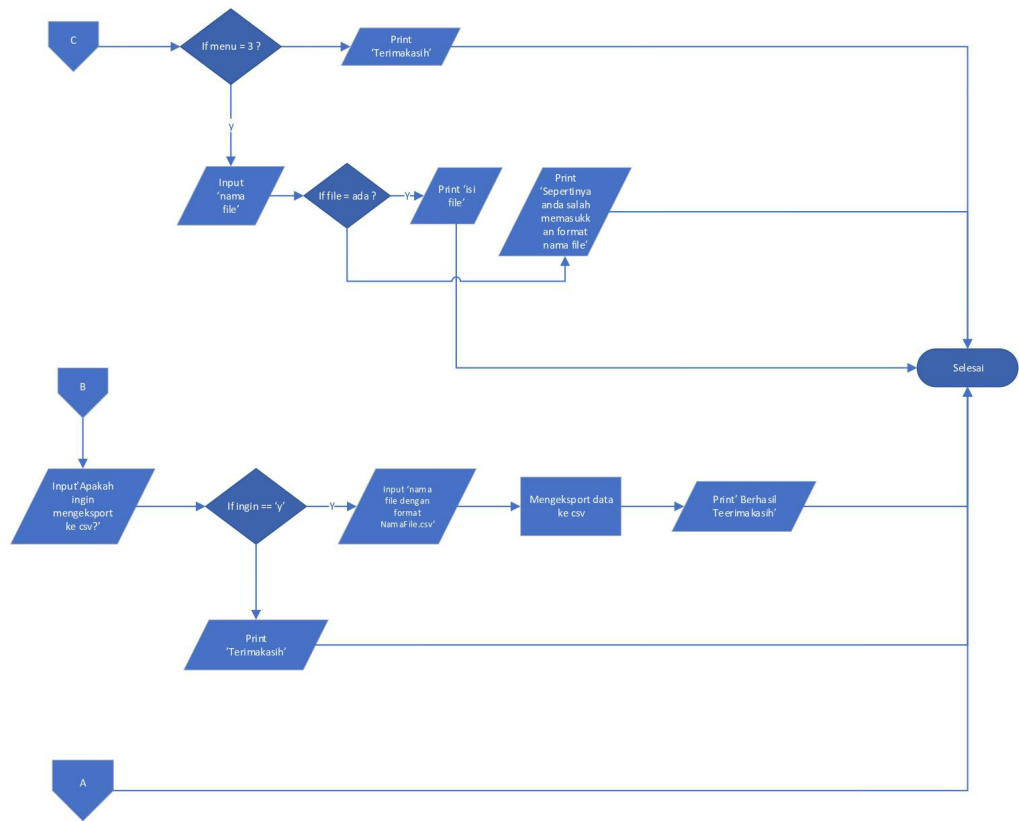 C
If menu = 3 ?
Print
'Terimakasih'
y
Input
'nama
file'
If file = ada ?
Y
Print 'isi
file'
Print
'Sepertinya
anda salah
memasukk
an format
nama file'
Selesai
B
Input'Apakah
ingin
mengeksport
ke csv?'
If ingin == 'y'
Y
Input 'nama
file dengan
format
NamaFile.csv'
Mengeksport data
ke csv
Print' Berhasil
Teerimakasih'
Print
'Terimakasih'
A